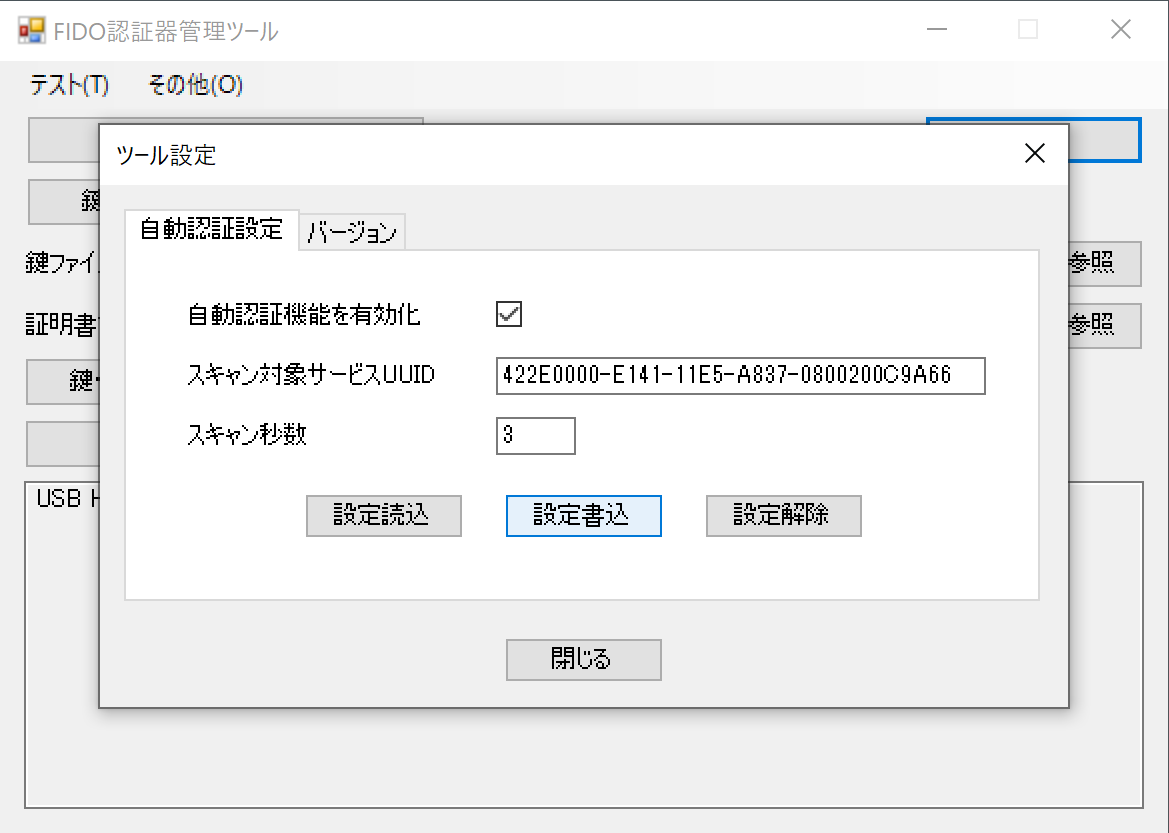 FIDO認証器管理ツール
テスト(T) その他(O)
ツール設定
自動認証設定 バージョン
鍵
鍵ファイ
参照
自動認証機能を有効化
証明書
参照
スキャン対象サービスUUID 422E0000-E141-11E5-A837-0800200C9A66
鍵・
スキャン秒数 3
USB H
設定読込 設定書込 設定解除
閉じる